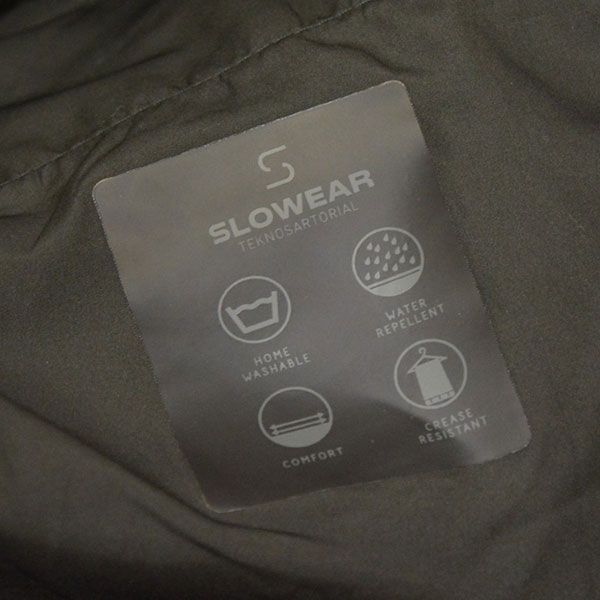 S
SLOWEAR
TEKNOSARTORIAL
HOME
WASHABLE
WATER
REPELLENT
COMFORT
CREASE
RESISTANT